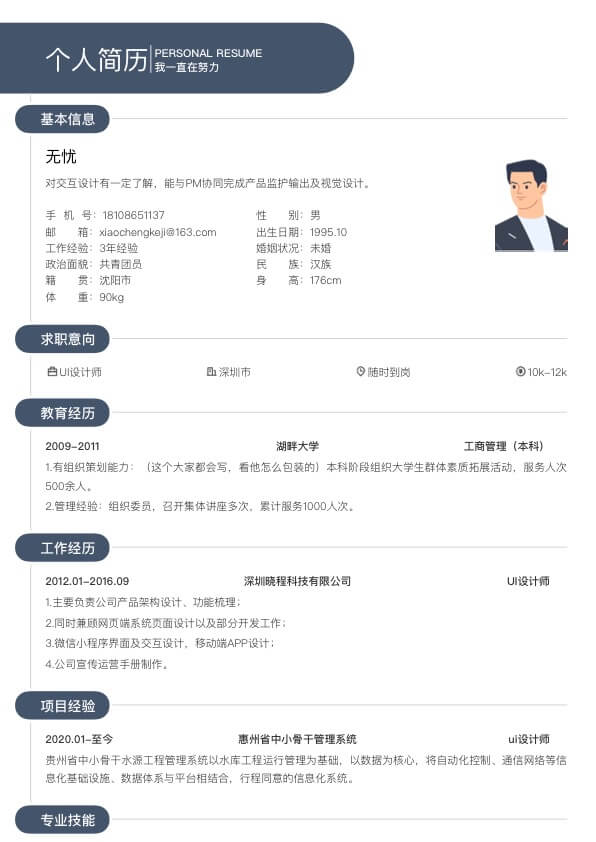 个人简历
PERSONAL RESUME
我一直在努力
基本信息
无忧
对交互设计有一定了解，能与PM协同完成产品监护输出及视觉设计。
手 机 号：18108651137 性 别：男
邮 箱：xiaochengkeji@163.com 出生日期：1995.10
工作经验：3年经验 婚姻状况：未婚
政治面貌：共青团员 民 族：汉族
籍 贯：沈阳市 身 高：176cm
体 重：90kg
求职意向
UI设计师 深圳市 随时到岗 10k-12k
教育经历
2009-2011 湖畔大学 工商管理（本科）
1.有组织策划能力：（这个大家都会写，看他怎么包装的）本科阶段组织大学生群体素质拓展活动，服务人次
500余人。
2.管理经验：组织委员，召开集体讲座多次，累计服务1000人次。
工作经历
2012.01-2016.09 深圳晓程科技有限公司 UI设计师
1.主要负责公司产品架构设计、功能梳理；
2.同时兼顾网页端系统页面设计以及部分开发工作；
3.微信小程序界面及交互设计，移动端APP设计；
4.公司宣传运营手册制作。
项目经验
2020.01-至今 惠州省中小骨干管理系统 ui设计师
贵州省中小骨干水源工程管理系统以水库工程运行管理为基础，以数据为核心，将自动化控制、通信网络等信
息化基础设施、数据体系与平台相结合，行程同意的信息化系统。
专业技能